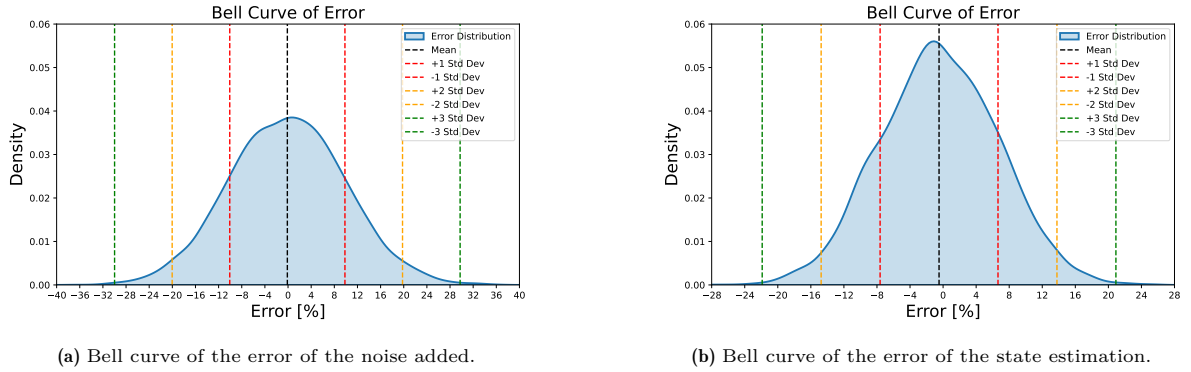 Bell Curve of Error
0.06
0.05
0.04
0.03
0.02
0.01
0.00
Density
Error Distribution
Mean
+1 Std Dev
-1 Std Dev
+2 Std Dev
-2 Std Dev
+3 Std Dev
-3 Std Dev
−40 −36 −32 −28 −24 −20 −16 −12 −8 −4 0 4 8 12 16 20 24 28 32 36 40
Error [%]
(a) Bell curve of the error of the noise added.
Bell Curve of Error
0.06
0.05
0.04
0.03
0.02
0.01
0.00
Density
Error Distribution
Mean
+1 Std Dev
-1 Std Dev
+2 Std Dev
-2 Std Dev
+3 Std Dev
-3 Std Dev
−28 −24 −20 −16 −12 −8 −4 0 4 8 12 16 20 24 28
Error [%]
(b) Bell curve of the error of the state estimation.